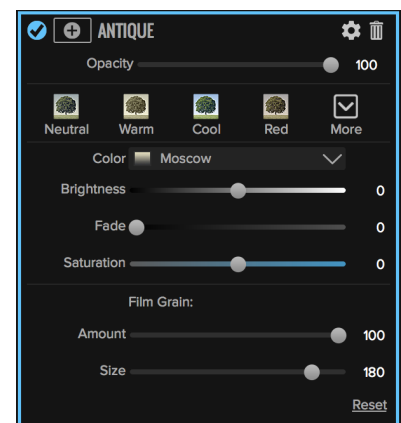 ANTIQUE
Opacity 100
Neutral Warm Cool Red More
Color Moscow
Brightness 0
Fade 0
Saturation 0
Film Grain:
Amount 100
Size 180
Reset